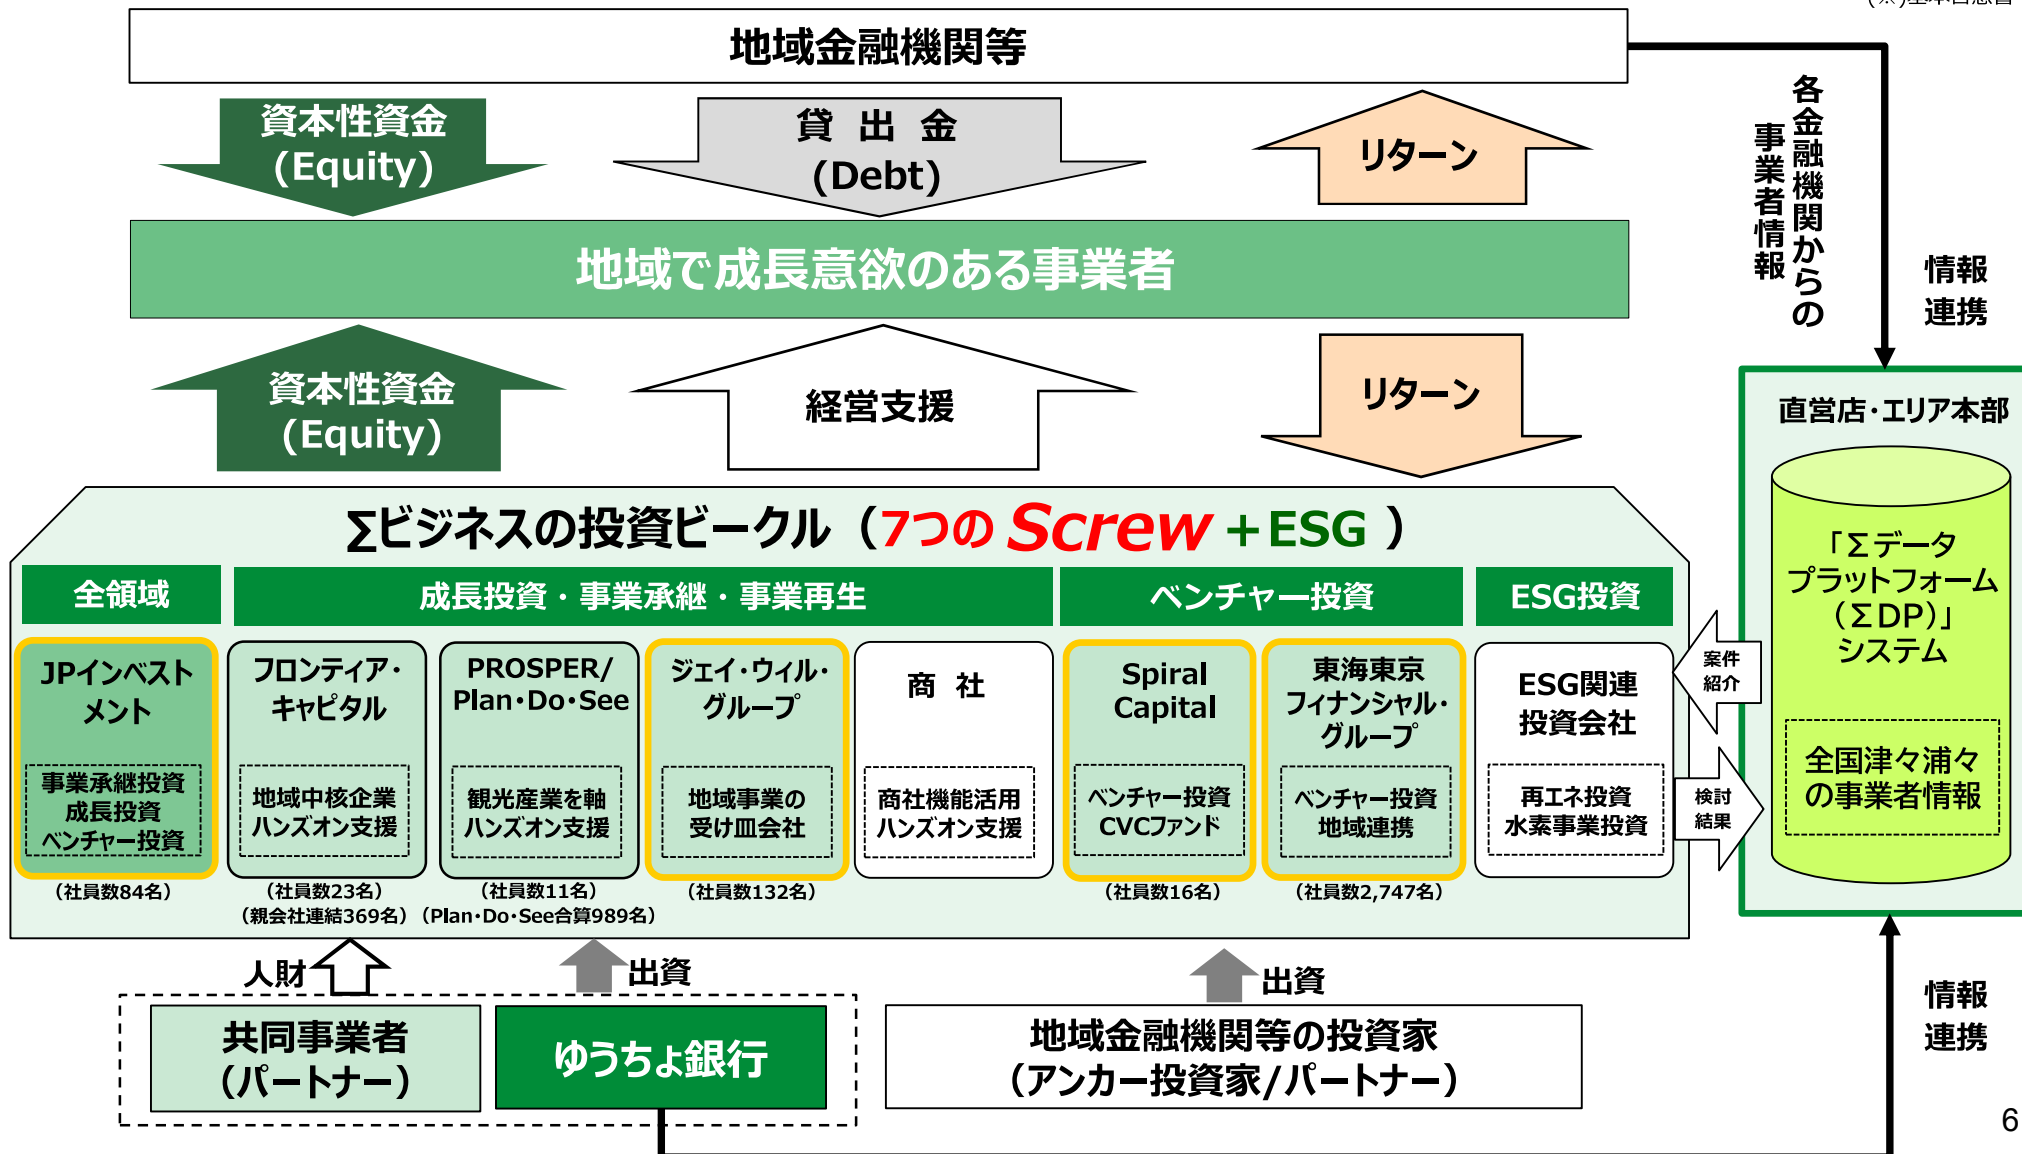 (※)基本合意書
地域金融機関等
資本性資金
(Equity)
貸 出 金
(Debt)
リターン
各金融機関からの
事業者情報
情報
連携
地域で成長意欲のある事業者
資本性資金
(Equity)
経営支援
リターン
直営店・エリア本部
「Σデータ
プラットフォーム
(ΣDP)」
システム
全国津々浦々
の事業者情報
Σビジネスの投資ビークル（7つの Screw +ESG ）
全領域
成長投資・事業承継・事業再生
ベンチャー投資
ESG投資
JPインベスト
メント
事業承継投資
成長投資
ベンチャー投資
（社員数84名）
フロンティア・
キャピタル
地域中核企業
ハンズオン支援
（社員数23名）
（親会社連結369名）
PROSPER/
Plan・Do・See
観光産業を軸
ハンズオン支援
（社員数11名）
（Plan・Do・See合算989名）
ジェイ・ウィル・
グループ
地域事業の
受け皿会社
（社員数132名）
商 社
商社機能活用
ハンズオン支援
Spiral
Capital
ベンチャー投資
CVCファンド
（社員数16名）
東海東京
フィナンシャル・
グループ
ベンチャー投資
地域連携
（社員数2,747名）
ESG関連
投資会社
再エネ投資
水素事業投資
案件
紹介
検討
結果
人財
出資
出資
共同事業者
（パートナー）
ゆうちょ銀行
地域金融機関等の投資家
（アンカー投資家/パートナー）
情報
連携
6